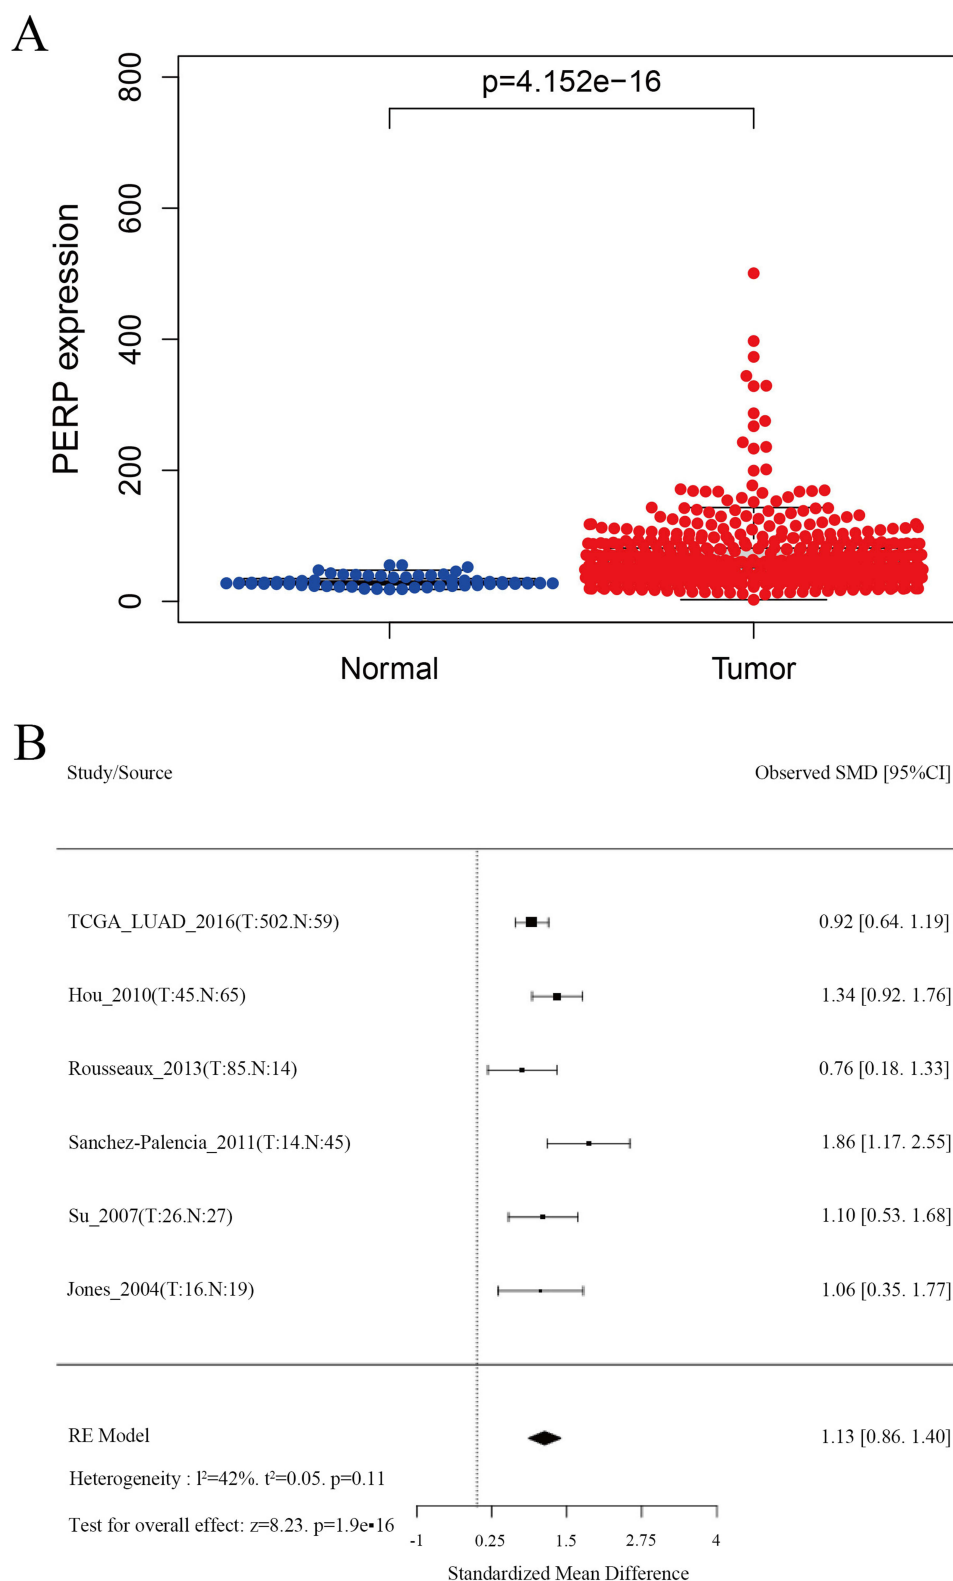 A
p=4.152e−16
800
600
400
200
0
PERP expression
Normal
Tumor
B
Study/Source
Observed SMD [95%CI]
TCGA_LUAD_2016(T:502.N:59)
0.92 [0.64. 1.19]
Hou_2010(T:45.N:65)
1.34 [0.92. 1.76]
Rousseaux_2013(T:85.N:14)
0.76 [0.18. 1.33]
Sanchez-Palencia_2011(T:14.N:45)
1.86 [1.17. 2.55]
Su_2007(T:26.N:27)
1.10 [0.53. 1.68]
Jones_2004(T:16.N:19)
1.06 [0.35. 1.77]
RE Model
1.13 [0.86. 1.40]
Heterogeneity : l²=42%. t²=0.05. p=0.11
Test for overall effect: z=8.23. p=1.9e▪16
-1
0.25
1.5
2.75
4
Standardized Mean Difference